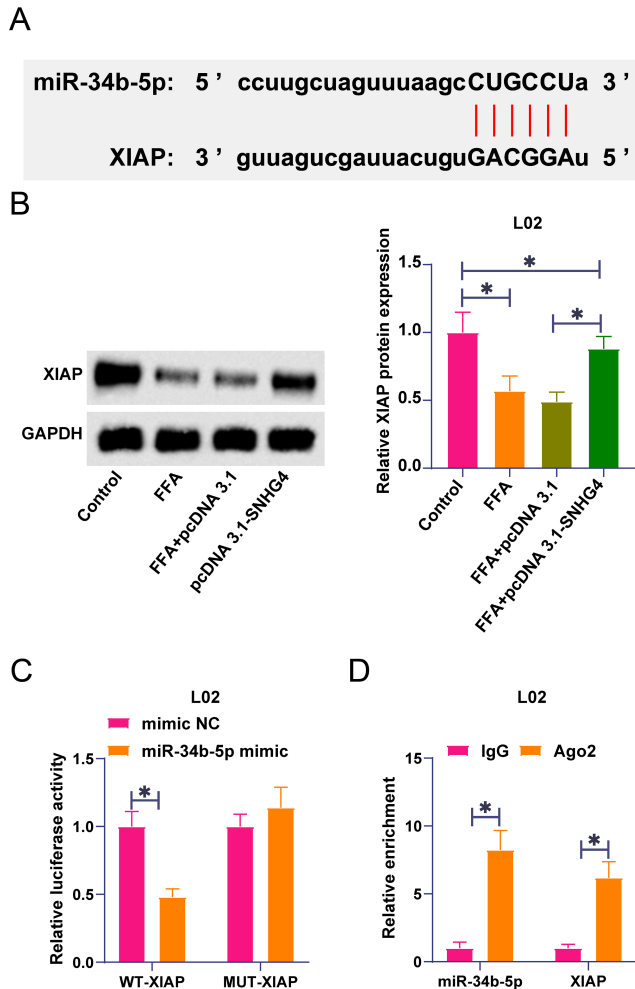 A
miR-34b-5p: 5 ’ ccuugcuaguuuaagcCUGCCUa 3 ’
XIAP: 3 ’ guuagucgauuacuguGACGGAu 5 ’
B
XIAP
GAPDH
Control
FFA
FFA+pcDNA 3.1
pcDNA 3.1-SNHG4
L02
Relative XIAP protein expression
1.5
1.0
0.5
0.0
*
*
*
Control
FFA
FFA+pcDNA 3.1
FFA+pcDNA 3.1-SNHG4
C
L02
mimic NC
miR-34b-5p mimic
Relative luciferase activity
1.5
1.0
0.5
0.0
*
WT-XIAP
MUT-XIAP
D
L02
IgG
Ago2
Relative enrichment
15
10
5
0
*
*
miR-34b-5p
XIAP